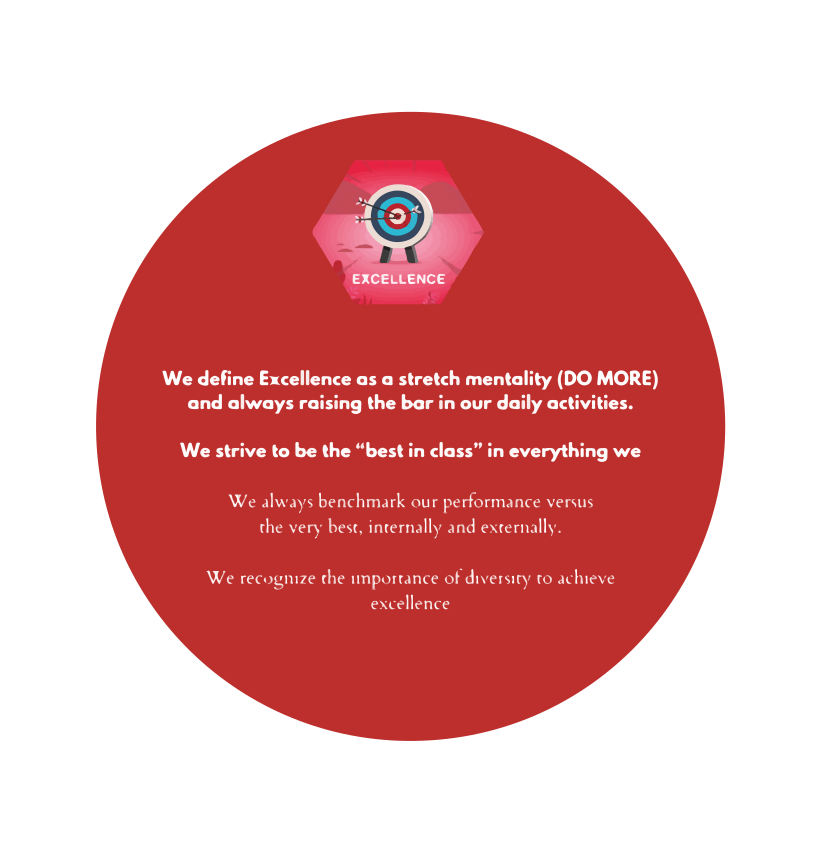 EXCELLENCE
We define Excellence as a stretch mentality (DO MORE)
and always raising the bar in our daily activities.
We strive to be the “best in class” in everything we
We always benchmark our performance versus
the very best, internally and externally.
We recognize the importance of diversity to achieve
excellence